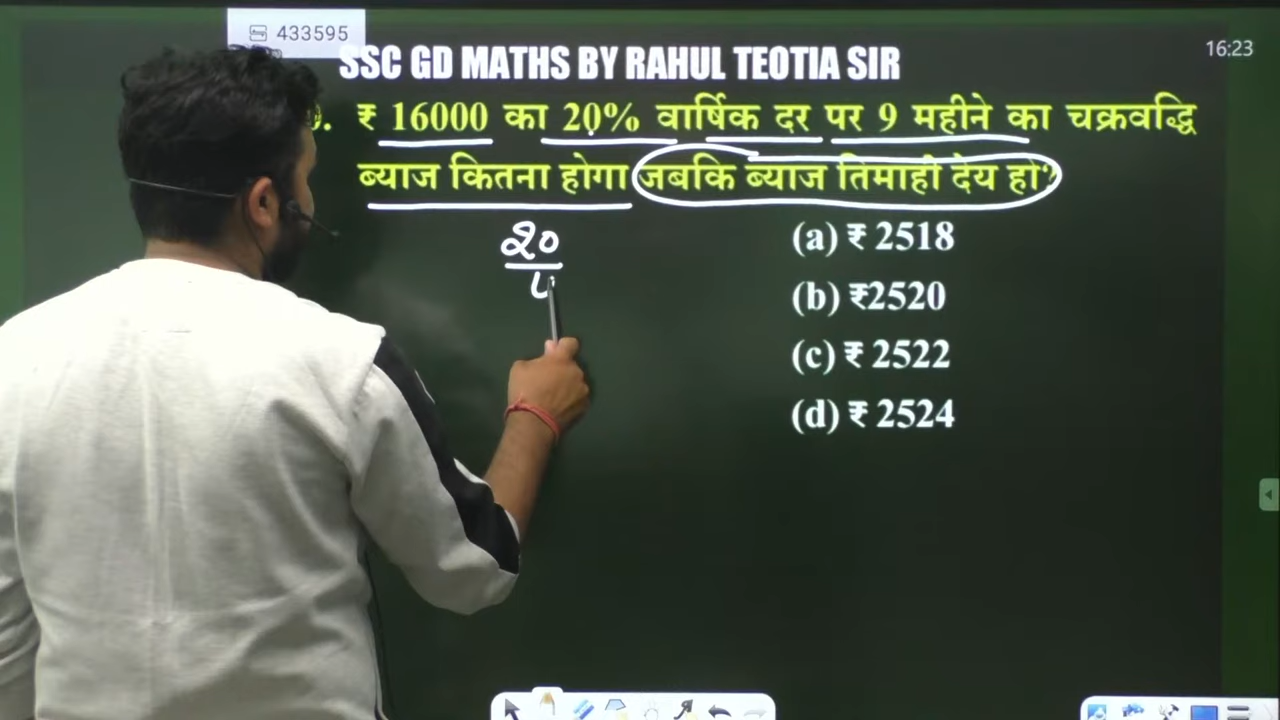 433595
SSC GD MATHS BY RAHUL TEOTIA SIR
16:23
₹ 16000 का 20% वार्षिक दर पर 9 महीने का चक्रवद्धि
ब्याज कितना होगा जबकि ब्याज तिमाही देय हो?
20
(a) ₹ 2518
(b) ₹2520
(c) ₹ 2522
(d) ₹ 2524